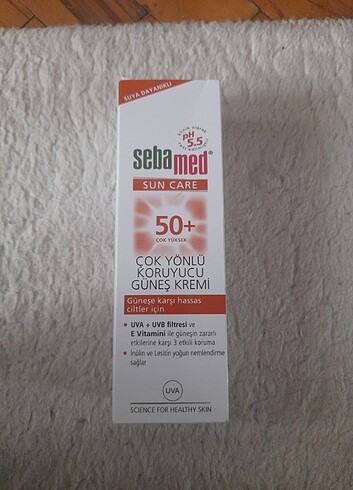 SUYA DAYANIKLI
pH
5.5
sebamed®
SUN CARE
50+
ÇOK YÜKSEK
ÇOK YÖNLÜ
KORUYUCU
GÜNEŞ KREMİ
Güneşe karşı hassas
ciltler için
• UVA + UVB filtresi ve
E Vitamini ile güneşin zararlı
etkilerine karşı 3 etkili koruma
• İnülin ve Lesitin yoğun nemlendirme
sağlar
UVA
SCIENCE FOR HEALTHY SKIN